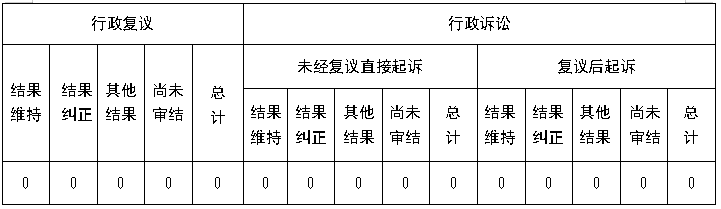 行政复议 行政诉讼
未经复议直接起诉 复议后起诉
结果维持 结果纠正 其他结果 尚未审结 总计 结果维持 结果纠正 其他结果 尚未审结 总计 结果维持 结果纠正 其他结果 尚未审结 总计
0 0 0 0 0 0 0 0 0 0 0 0 0 0 0